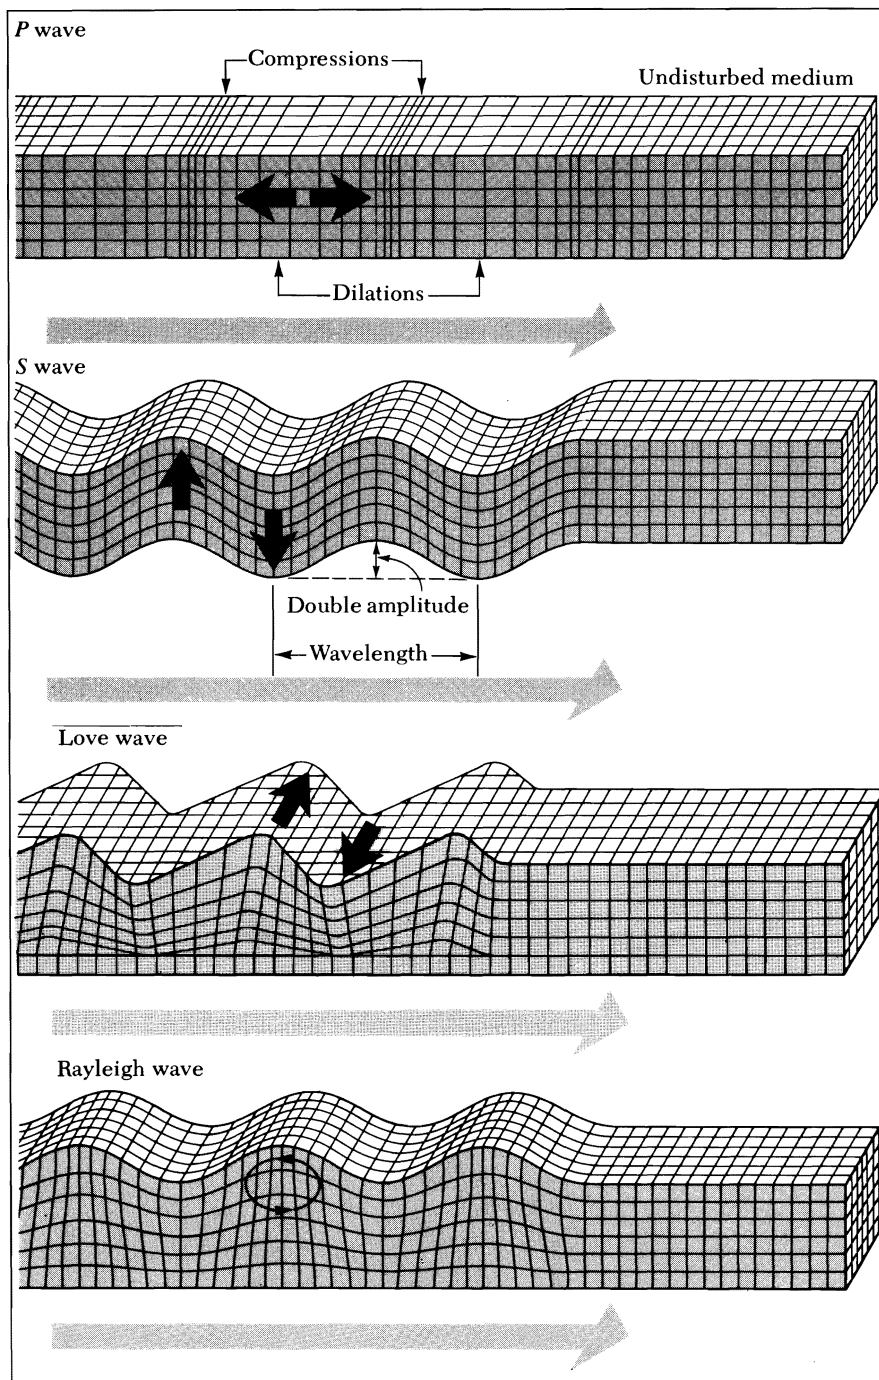 P wave
Compressions
Undisturbed medium
Dilations
S wave
Double amplitude
Wavelength
Love wave
Rayleigh wave